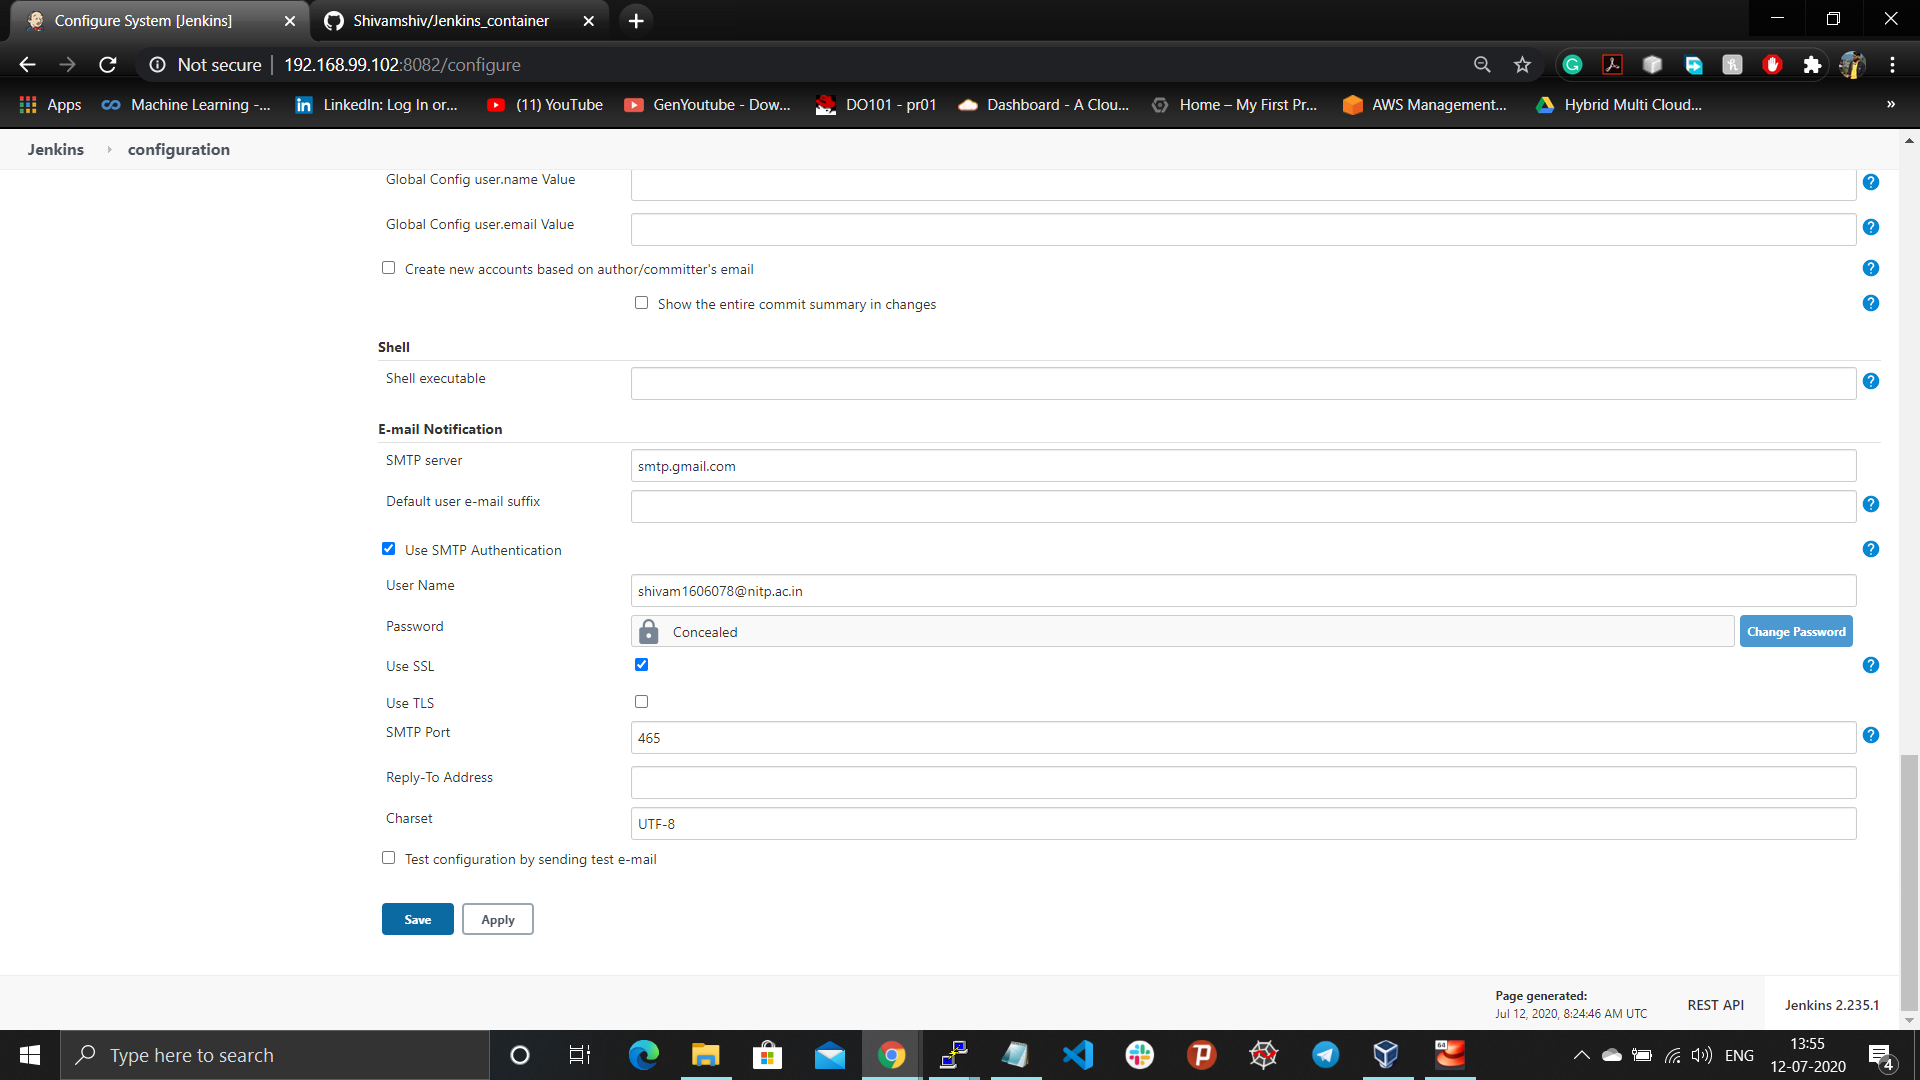 Configure System [Jenkins]
Shivamshiv/Jenkins_container
Not secure
192.168.99.102:8082/configure
Apps
Machine Learning -...
LinkedIn: Log In or...
(11) YouTube
GenYoutube - Dow...
DO101 - pr01
Dashboard - A Clou...
Home – My First Pr...
AWS Management...
Hybrid Multi Cloud...
»
Jenkins
configuration
Global Config user.name Value
Global Config user.email Value
Create new accounts based on author/committer's email
Show the entire commit summary in changes
Shell
Shell executable
E-mail Notification
SMTP server
smtp.gmail.com
Default user e-mail suffix
Use SMTP Authentication
User Name
shivam1606078@nitp.ac.in
Password
Concealed
Change Password
Use SSL
Use TLS
SMTP Port
465
Reply-To Address
Charset
UTF-8
Test configuration by sending test e-mail
Save
Apply
Page generated:
Jul 12, 2020, 8:24:46 AM UTC
REST API
Jenkins 2.235.1
Type here to search
64
ENG
13:55
12-07-2020
4